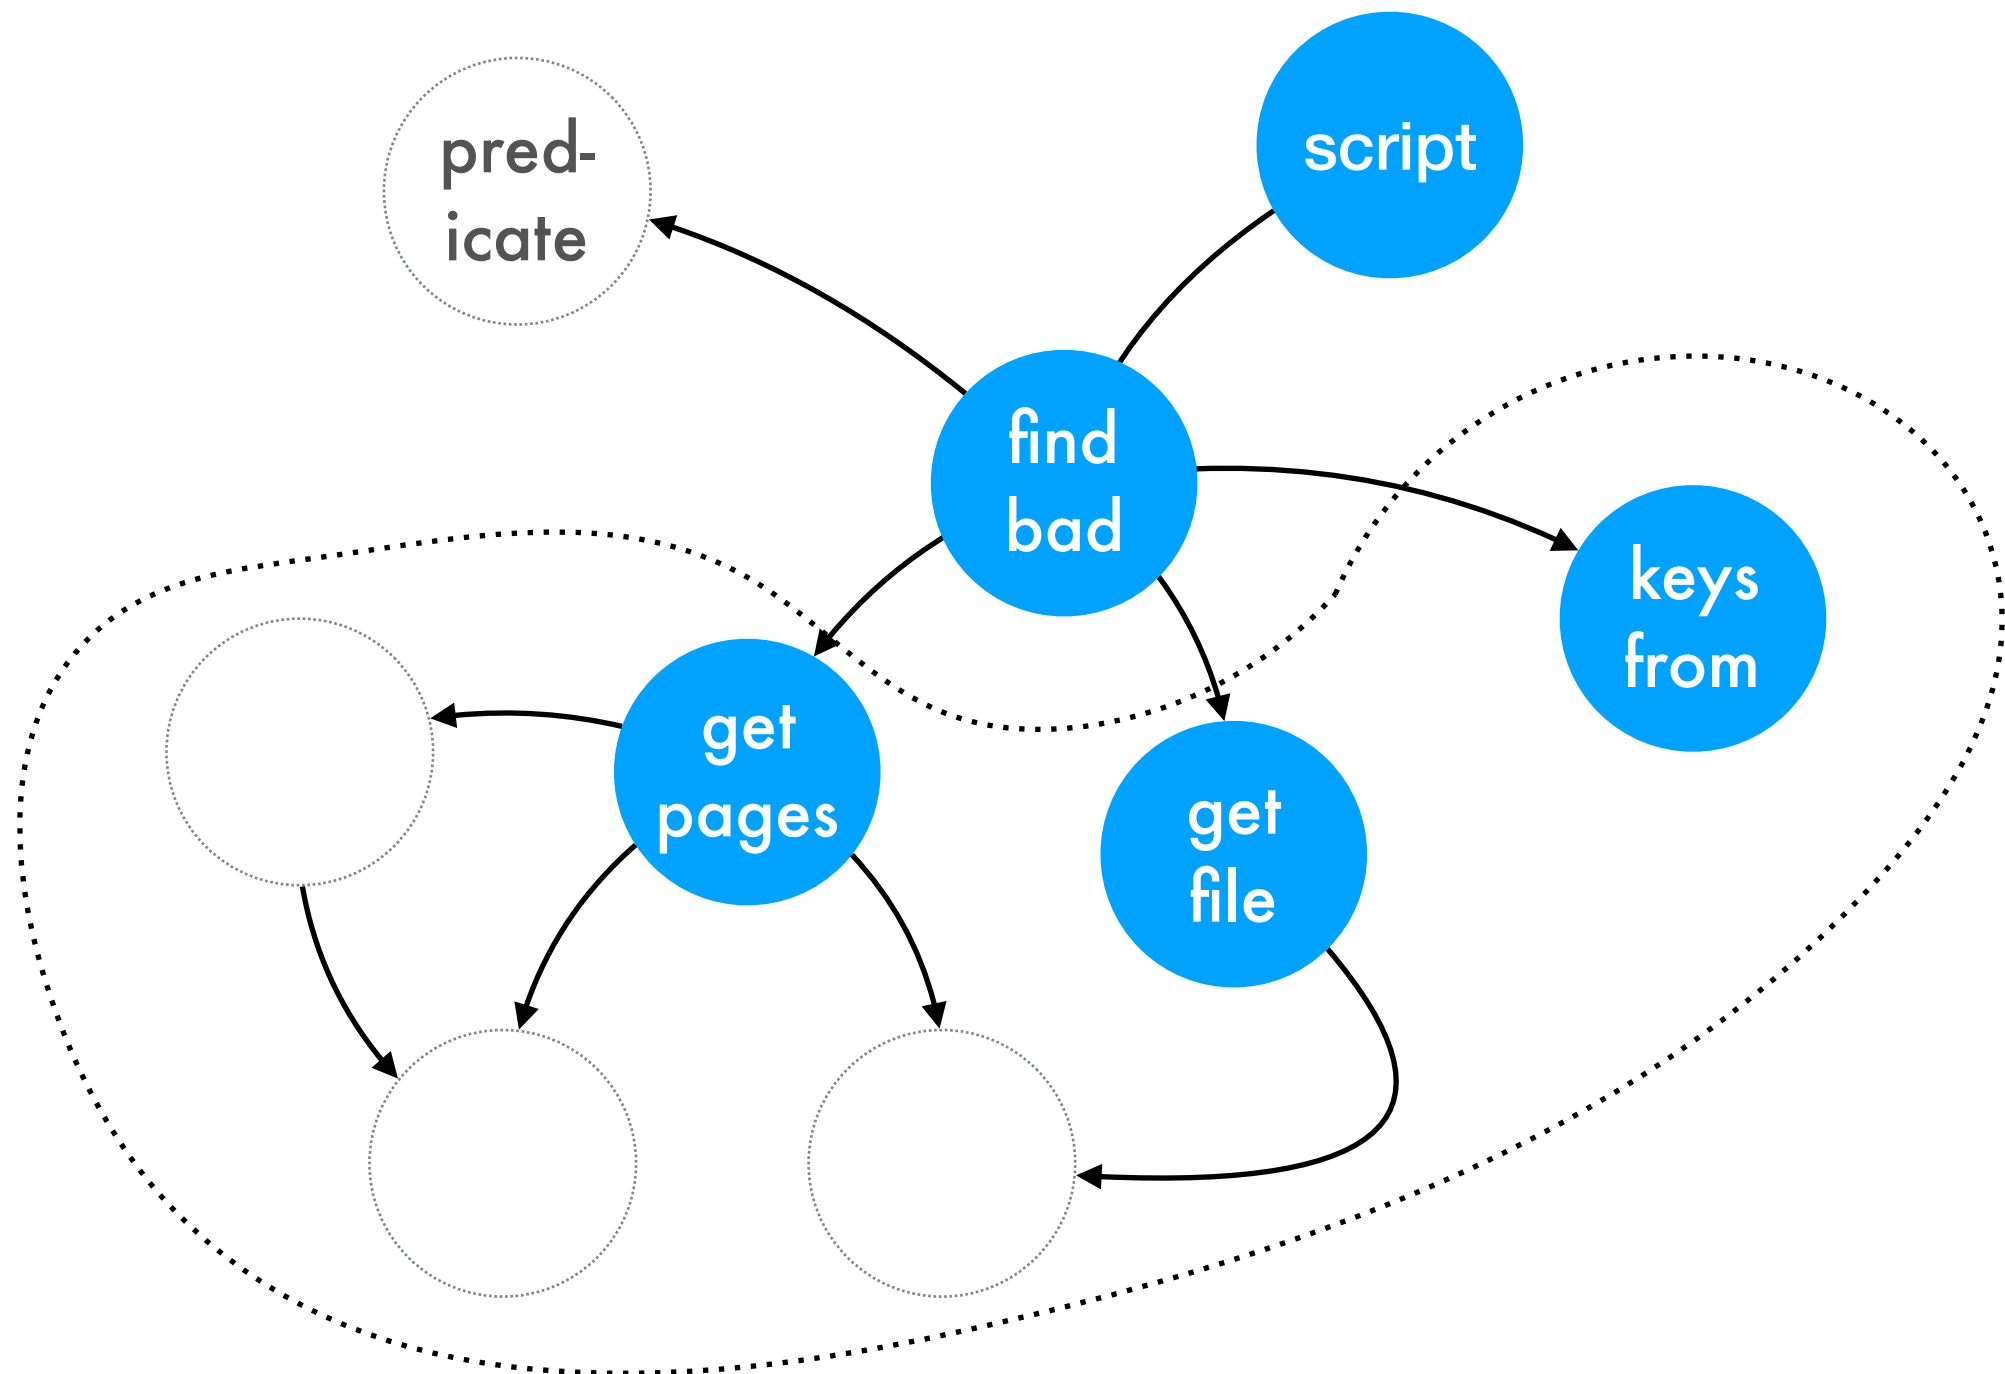 pred-
icate
script
find
bad
keys
from
get
pages
get
file